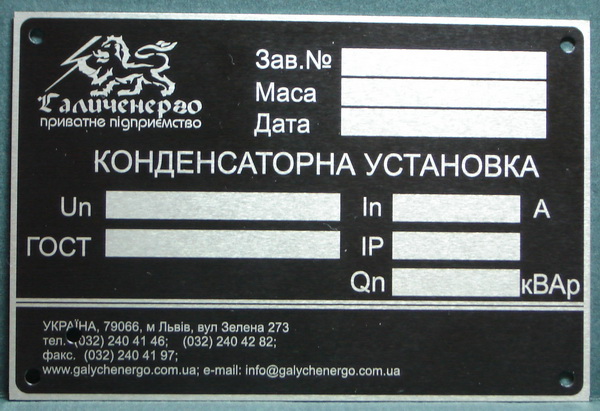 Галиченерго
приватне підприємство
Зав.№
Маса
Дата
КОНДЕНСАТОРНА УСТАНОВКА
Un
In
А
ГОСТ
IP
Qn
кВАр
УКРАЇНА, 79066, м Львів, вул Зелена 273
тел. (032) 240 41 46; (032) 240 42 82;
факс. (032) 240 41 97;
www.galychenergo.com.ua; e-mail: info@galychenergo.com.ua